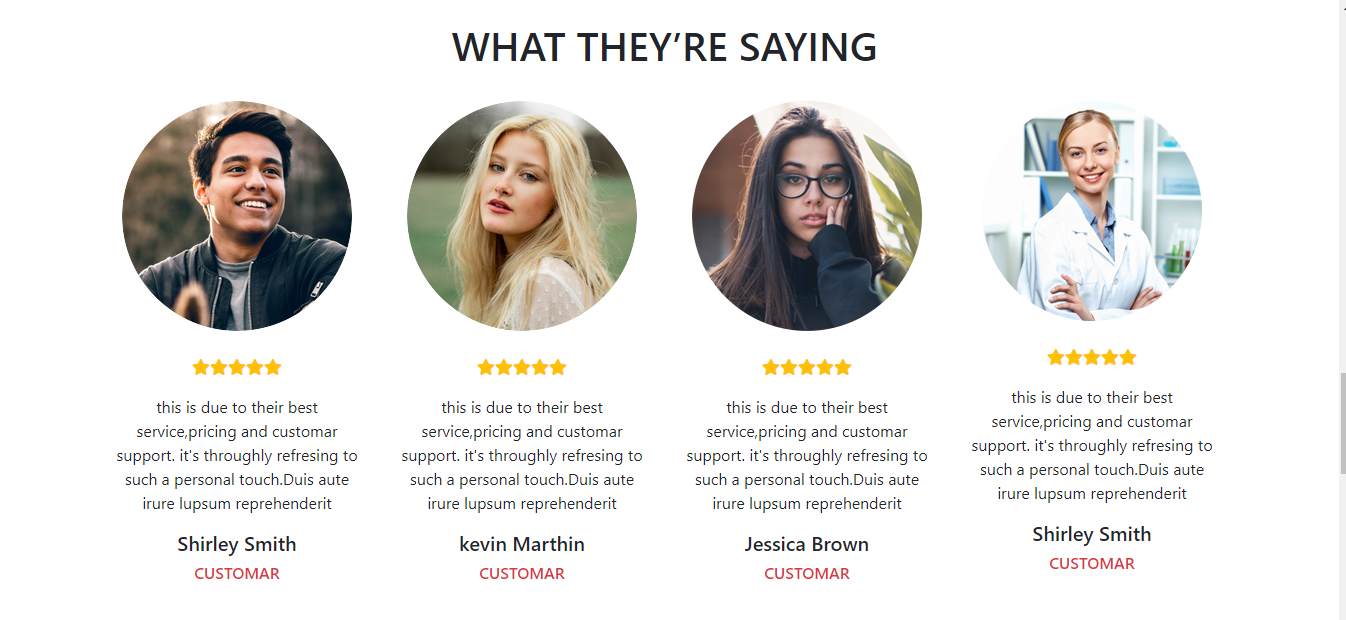 WHAT THEY’RE SAYING
this is due to their best
service,pricing and customar
support. it's throughly refresing to
such a personal touch.Duis aute
irure lupsum reprehenderit
Shirley Smith
CUSTOMAR
this is due to their best
service,pricing and customar
support. it's throughly refresing to
such a personal touch.Duis aute
irure lupsum reprehenderit
kevin Marthin
CUSTOMAR
this is due to their best
service,pricing and customar
support. it's throughly refresing to
such a personal touch.Duis aute
irure lupsum reprehenderit
Jessica Brown
CUSTOMAR
this is due to their best
service,pricing and customar
support. it's throughly refresing to
such a personal touch.Duis aute
irure lupsum reprehenderit
Shirley Smith
CUSTOMAR